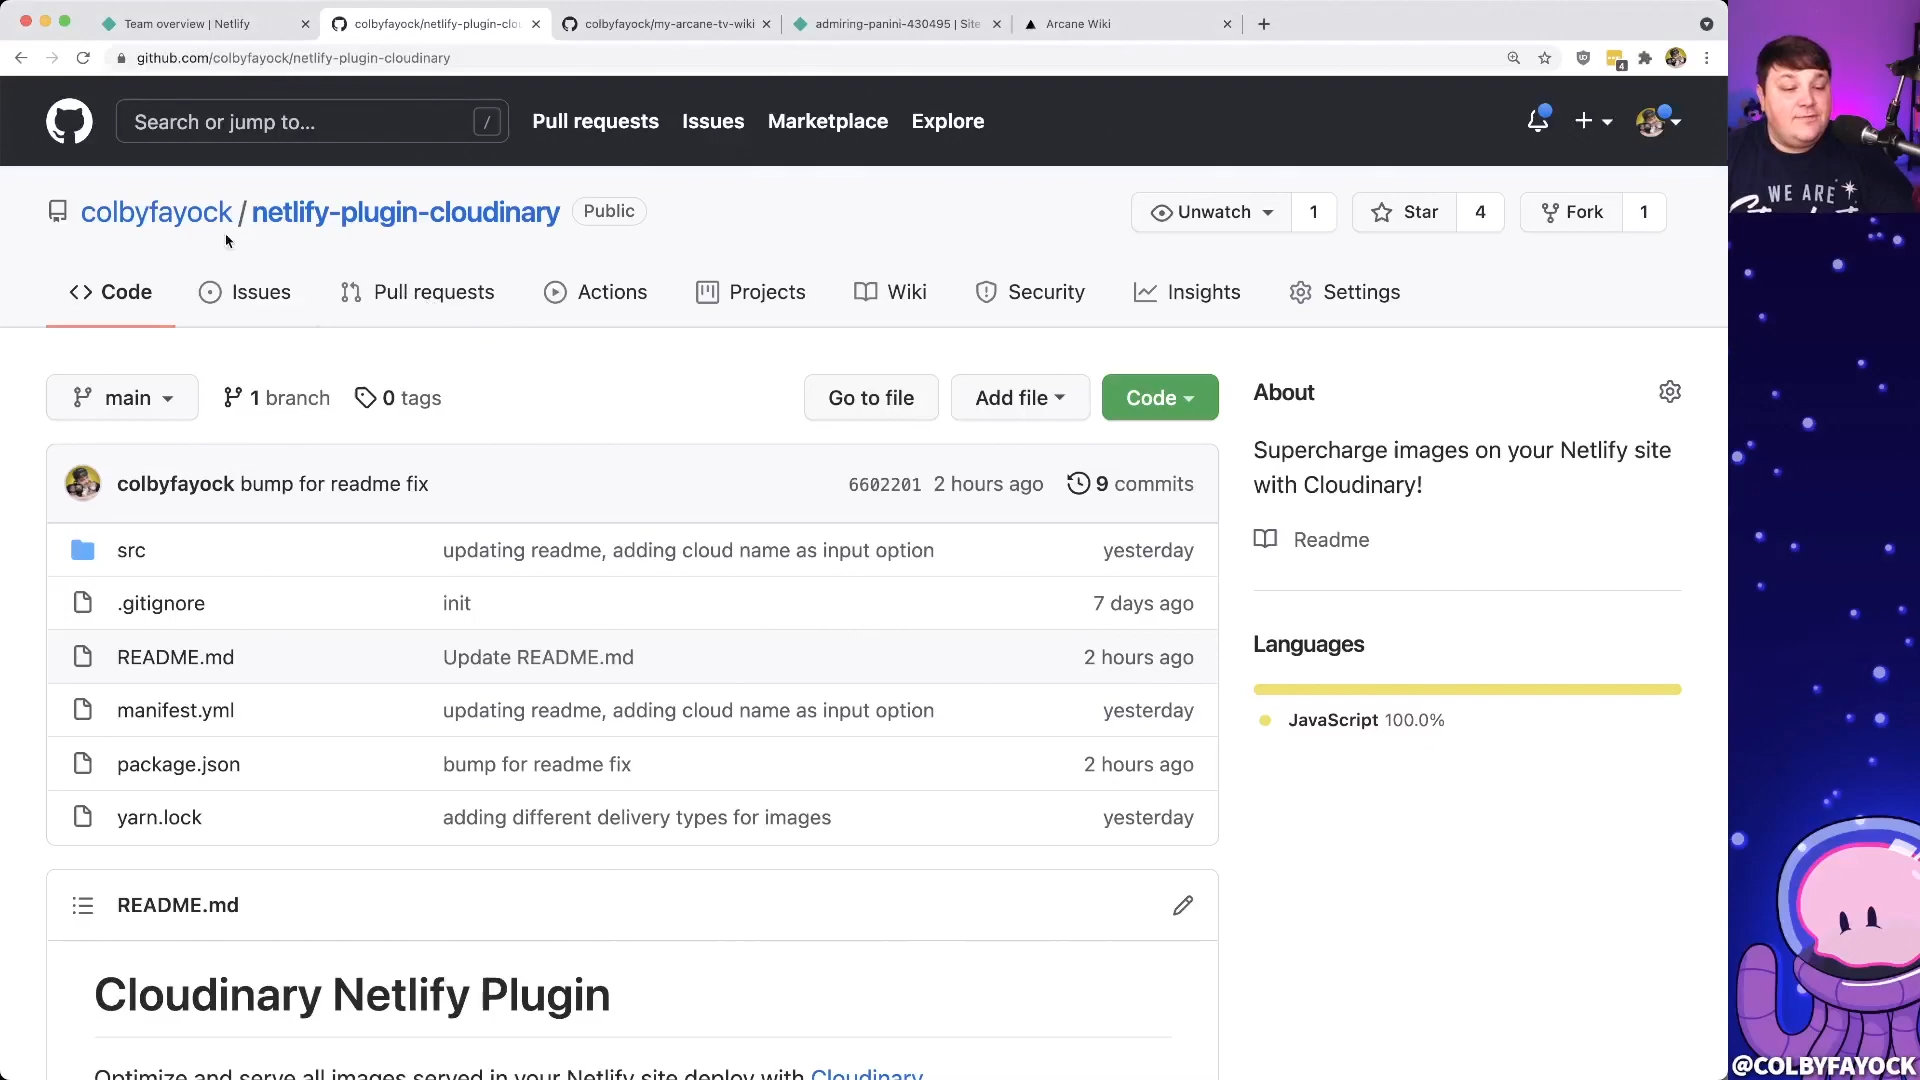 Team overview | Netlify
colbyfayock/netlify-plugin-clou
colbyfayock/my-arcane-tv-wiki
admiring-panini-430495 | Site
Arcane Wiki
github.com/colbyfayock/netlify-plugin-cloudinary
4
Search or jump to...
/
Pull requests
Issues
Marketplace
Explore
WE ARE
colbyfayock / netlify-plugin-cloudinary
Public
Unwatch
1
Star
4
Fork
1
Code
Issues
Pull requests
Actions
Projects
Wiki
Security
Insights
Settings
main
1 branch
0 tags
Go to file
Add file
Code
About
Supercharge images on your Netlify site
with Cloudinary!
Readme
Languages
JavaScript 100.0%
colbyfayock bump for readme fix
6602201 2 hours ago
9 commits
src
updating readme, adding cloud name as input option
yesterday
.gitignore
init
7 days ago
README.md
Update README.md
2 hours ago
manifest.yml
updating readme, adding cloud name as input option
yesterday
package.json
bump for readme fix
2 hours ago
yarn.lock
adding different delivery types for images
yesterday
README.md
Cloudinary Netlify Plugin
Optimize and serve all images served in your Netlify site deploy with Cloudinary
@COLBYFAYOCK